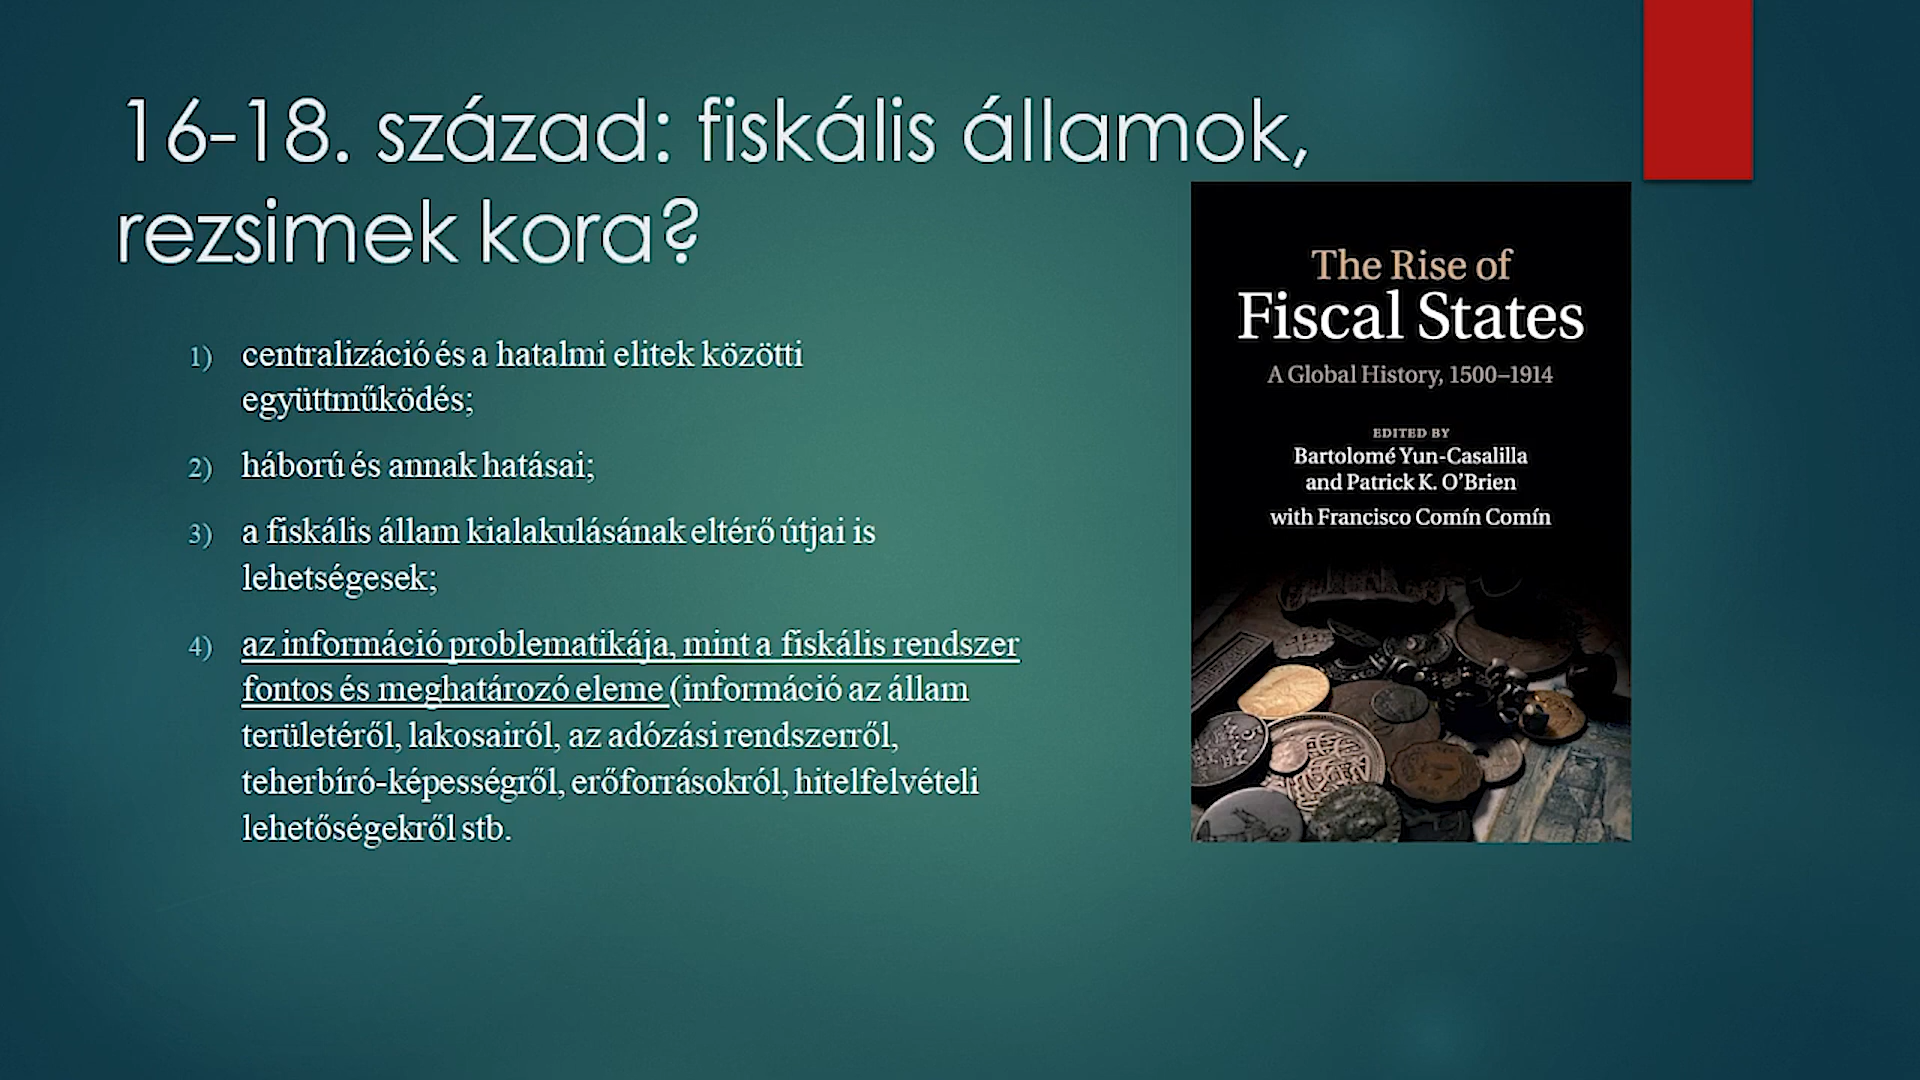 16-18. század: fiskális államok,
rezsimek kora?
1) centralizáció és a hatalmi elitek közötti
együttműködés;
2) háború és annak hatásai;
3) a fiskális állam kialakulásának eltérő útjai is
lehetségesek;
4) az információ problematikája, mint a fiskális rendszer
fontos és meghatározó eleme (információ az állam
területéről, lakosairól, az adózási rendszerről,
teherbíró-képességről, erőforrásokról, hitelfelvételi
lehetőségekről stb.
The Rise of
Fiscal States
A Global History, 1500–1914
EDITED BY
Bartolomé Yun-Casalilla
and Patrick K. O’Brien
with Francisco Comín Comín